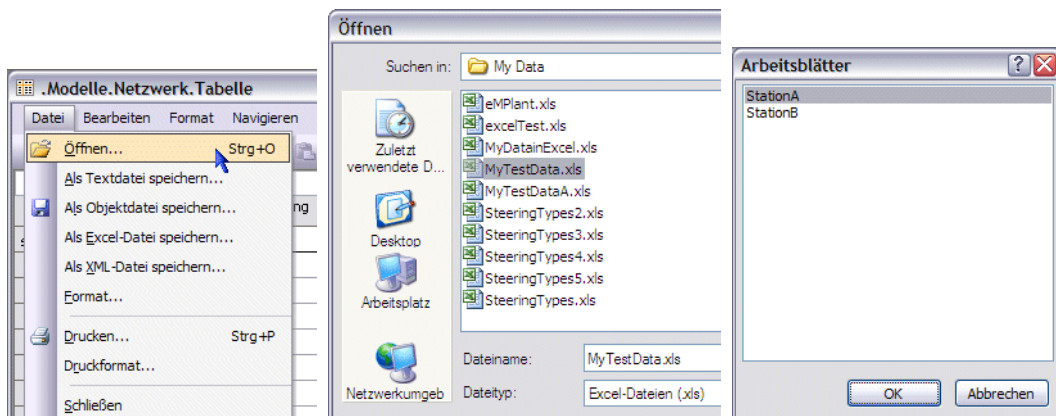 .Modelle.Netzwerk.Tabelle
Datei Bearbeiten Format Navigieren
Öffnen... Strg+O
Als Textdatei speichern...
Als Objektdatei speichern...
ng
Als Excel-Datei speichern...
Als XML-Datei speichern...
Format...
Drucken... Strg+P
Druckformat...
Schließen
Öffnen
Suchen in: My Data
Zuletzt
verwendete D...
Desktop
Arbeitsplatz
Netzwerkumgeb
eMPlant.xls
excelTest.xls
MyDatainExcel.xls
MyTestData.xls
MyTestDataA.xls
SteeringTypes2.xls
SteeringTypes3.xls
SteeringTypes4.xls
SteeringTypes5.xls
SteeringTypes.xls
Dateiname: MyTestData.xls
Dateityp: Excel-Dateien (.xls)
Arbeitsblätter
StationA
StationB
OK Abbrechen